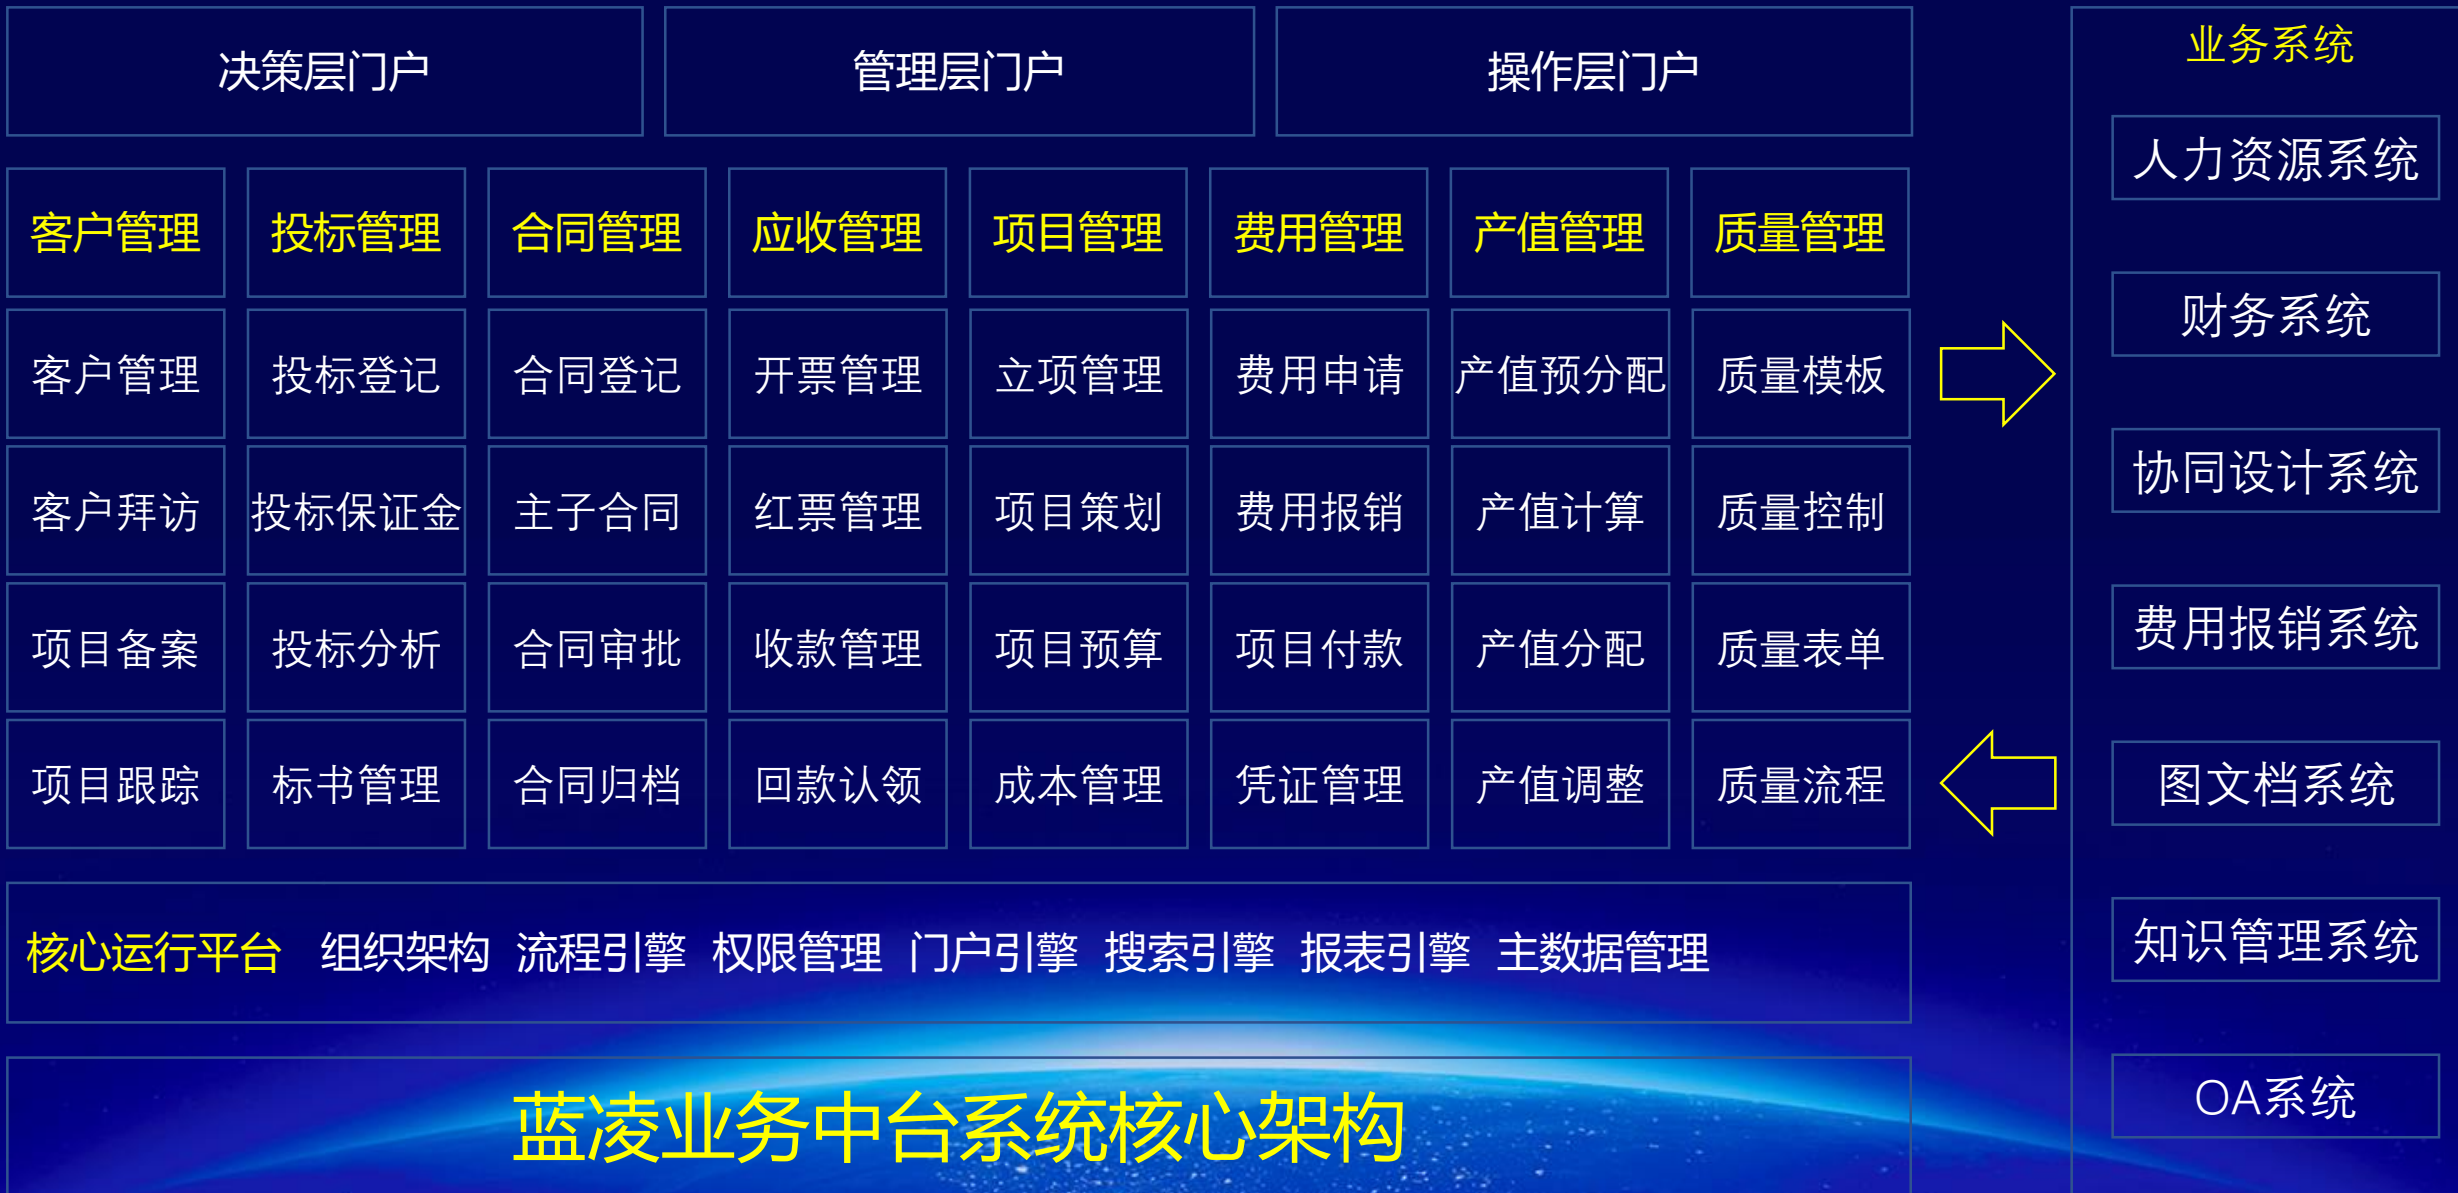 决策层门户 管理层门户 操作层门户
客户管理 投标管理 合同管理 应收管理 项目管理 费用管理 产值管理 质量管理
客户管理 投标登记 合同登记 开票管理 立项管理 费用申请 产值预分配 质量模板
客户拜访 投标保证金 主子合同 红票管理 项目策划 费用报销 产值计算 质量控制
项目备案 投标分析 合同审批 收款管理 项目预算 项目付款 产值分配 质量表单
项目跟踪 标书管理 合同归档 回款认领 成本管理 凭证管理 产值调整 质量流程
核心运行平台 组织架构 流程引擎 权限管理 门户引擎 搜索引擎 报表引擎 主数据管理
蓝凌业务中台系统核心架构
业务系统
人力资源系统
财务系统
协同设计系统
费用报销系统
图文档系统
知识管理系统
OA系统